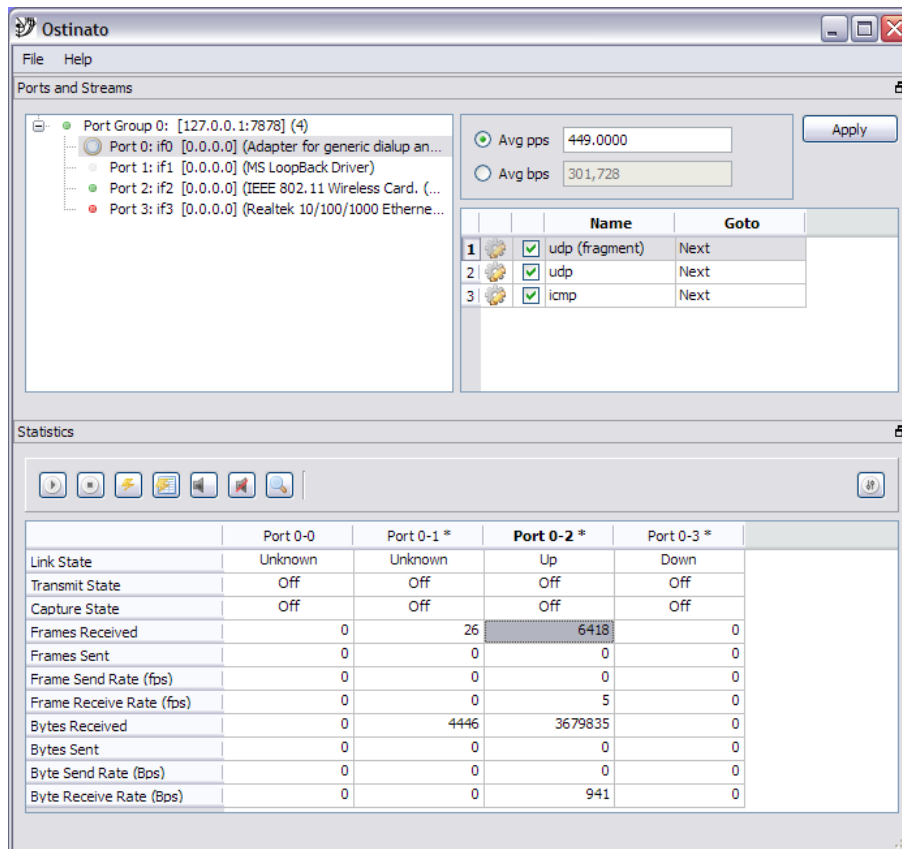 Ostinato
File Help
Ports and Streams
Port Group 0: [127.0.0.1:7878] (4)
Port 0: if0 [0.0.0.0] (Adapter for generic dialup an...
Port 1: if1 [0.0.0.0] (MS LoopBack Driver)
Port 2: if2 [0.0.0.0] (IEEE 802.11 Wireless Card. (...
Port 3: if3 [0.0.0.0] (Realtek 10/100/1000 Etherne...
Avg pps 449.0000
Avg bps 301,728
Apply
Name Goto
1 udp (fragment) Next
2 udp Next
3 icmp Next
Statistics
Port 0-0 Port 0-1 * Port 0-2 * Port 0-3 *
Link State Unknown Unknown Up Down
Transmit State Off Off Off Off
Capture State Off Off Off Off
Frames Received 0 26 6418 0
Frames Sent 0 0 0 0
Frame Send Rate (fps) 0 0 0 0
Frame Receive Rate (fps) 0 0 5 0
Bytes Received 0 4446 3679835 0
Bytes Sent 0 0 0 0
Byte Send Rate (Bps) 0 0 0 0
Byte Receive Rate (Bps) 0 0 941 0